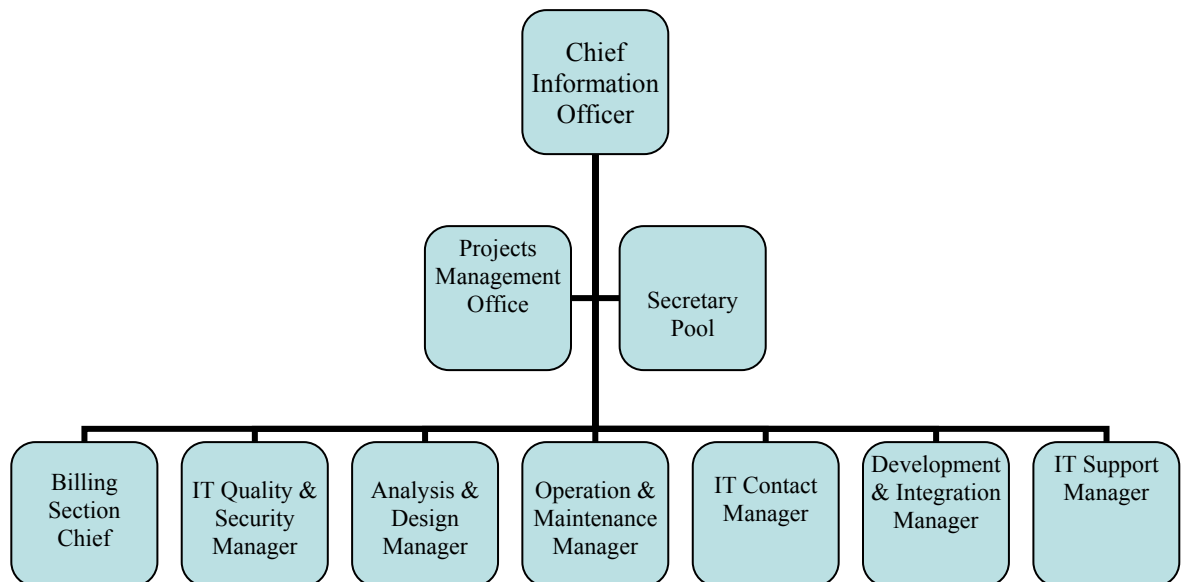 Chief
Information
Officer
Projects
Management
Office
Secretary
Pool
Billing
Section
Chief
IT Quality &
Security
Manager
Analysis &
Design
Manager
Operation &
Maintenance
Manager
IT Contact
Manager
Development
& Integration
Manager
IT Support
Manager